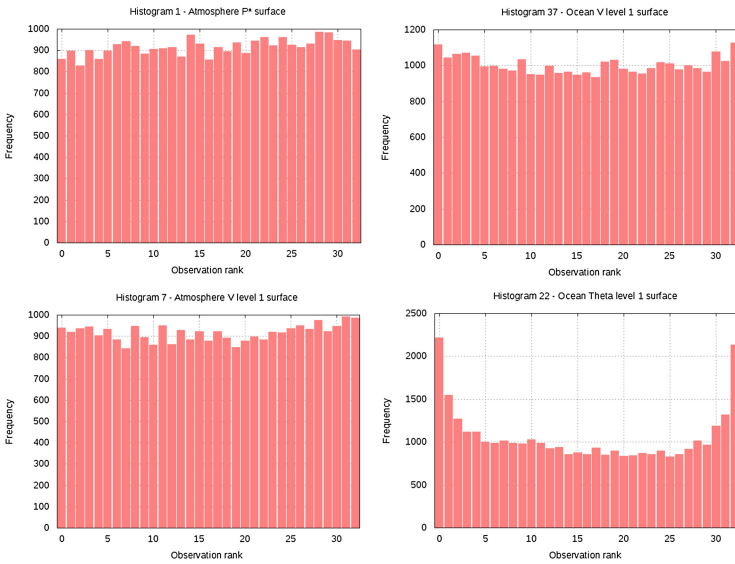 Histogram 1 - Atmosphere P* surface
1000
900
800
700
600
500
400
300
200
100
0
Frequency
0 5 10 15 20 25 30
Observation rank
Histogram 37 - Ocean V level 1 surface
1200
1000
800
600
400
200
0
Frequency
0 5 10 15 20 25 30
Observation rank
Histogram 7 - Atmosphere V level 1 surface
1000
900
800
700
600
500
400
300
200
100
0
Frequency
0 5 10 15 20 25 30
Observation rank
Histogram 22 - Ocean Theta level 1 surface
2500
2000
1500
1000
500
0
Frequency
0 5 10 15 20 25 30
Observation rank